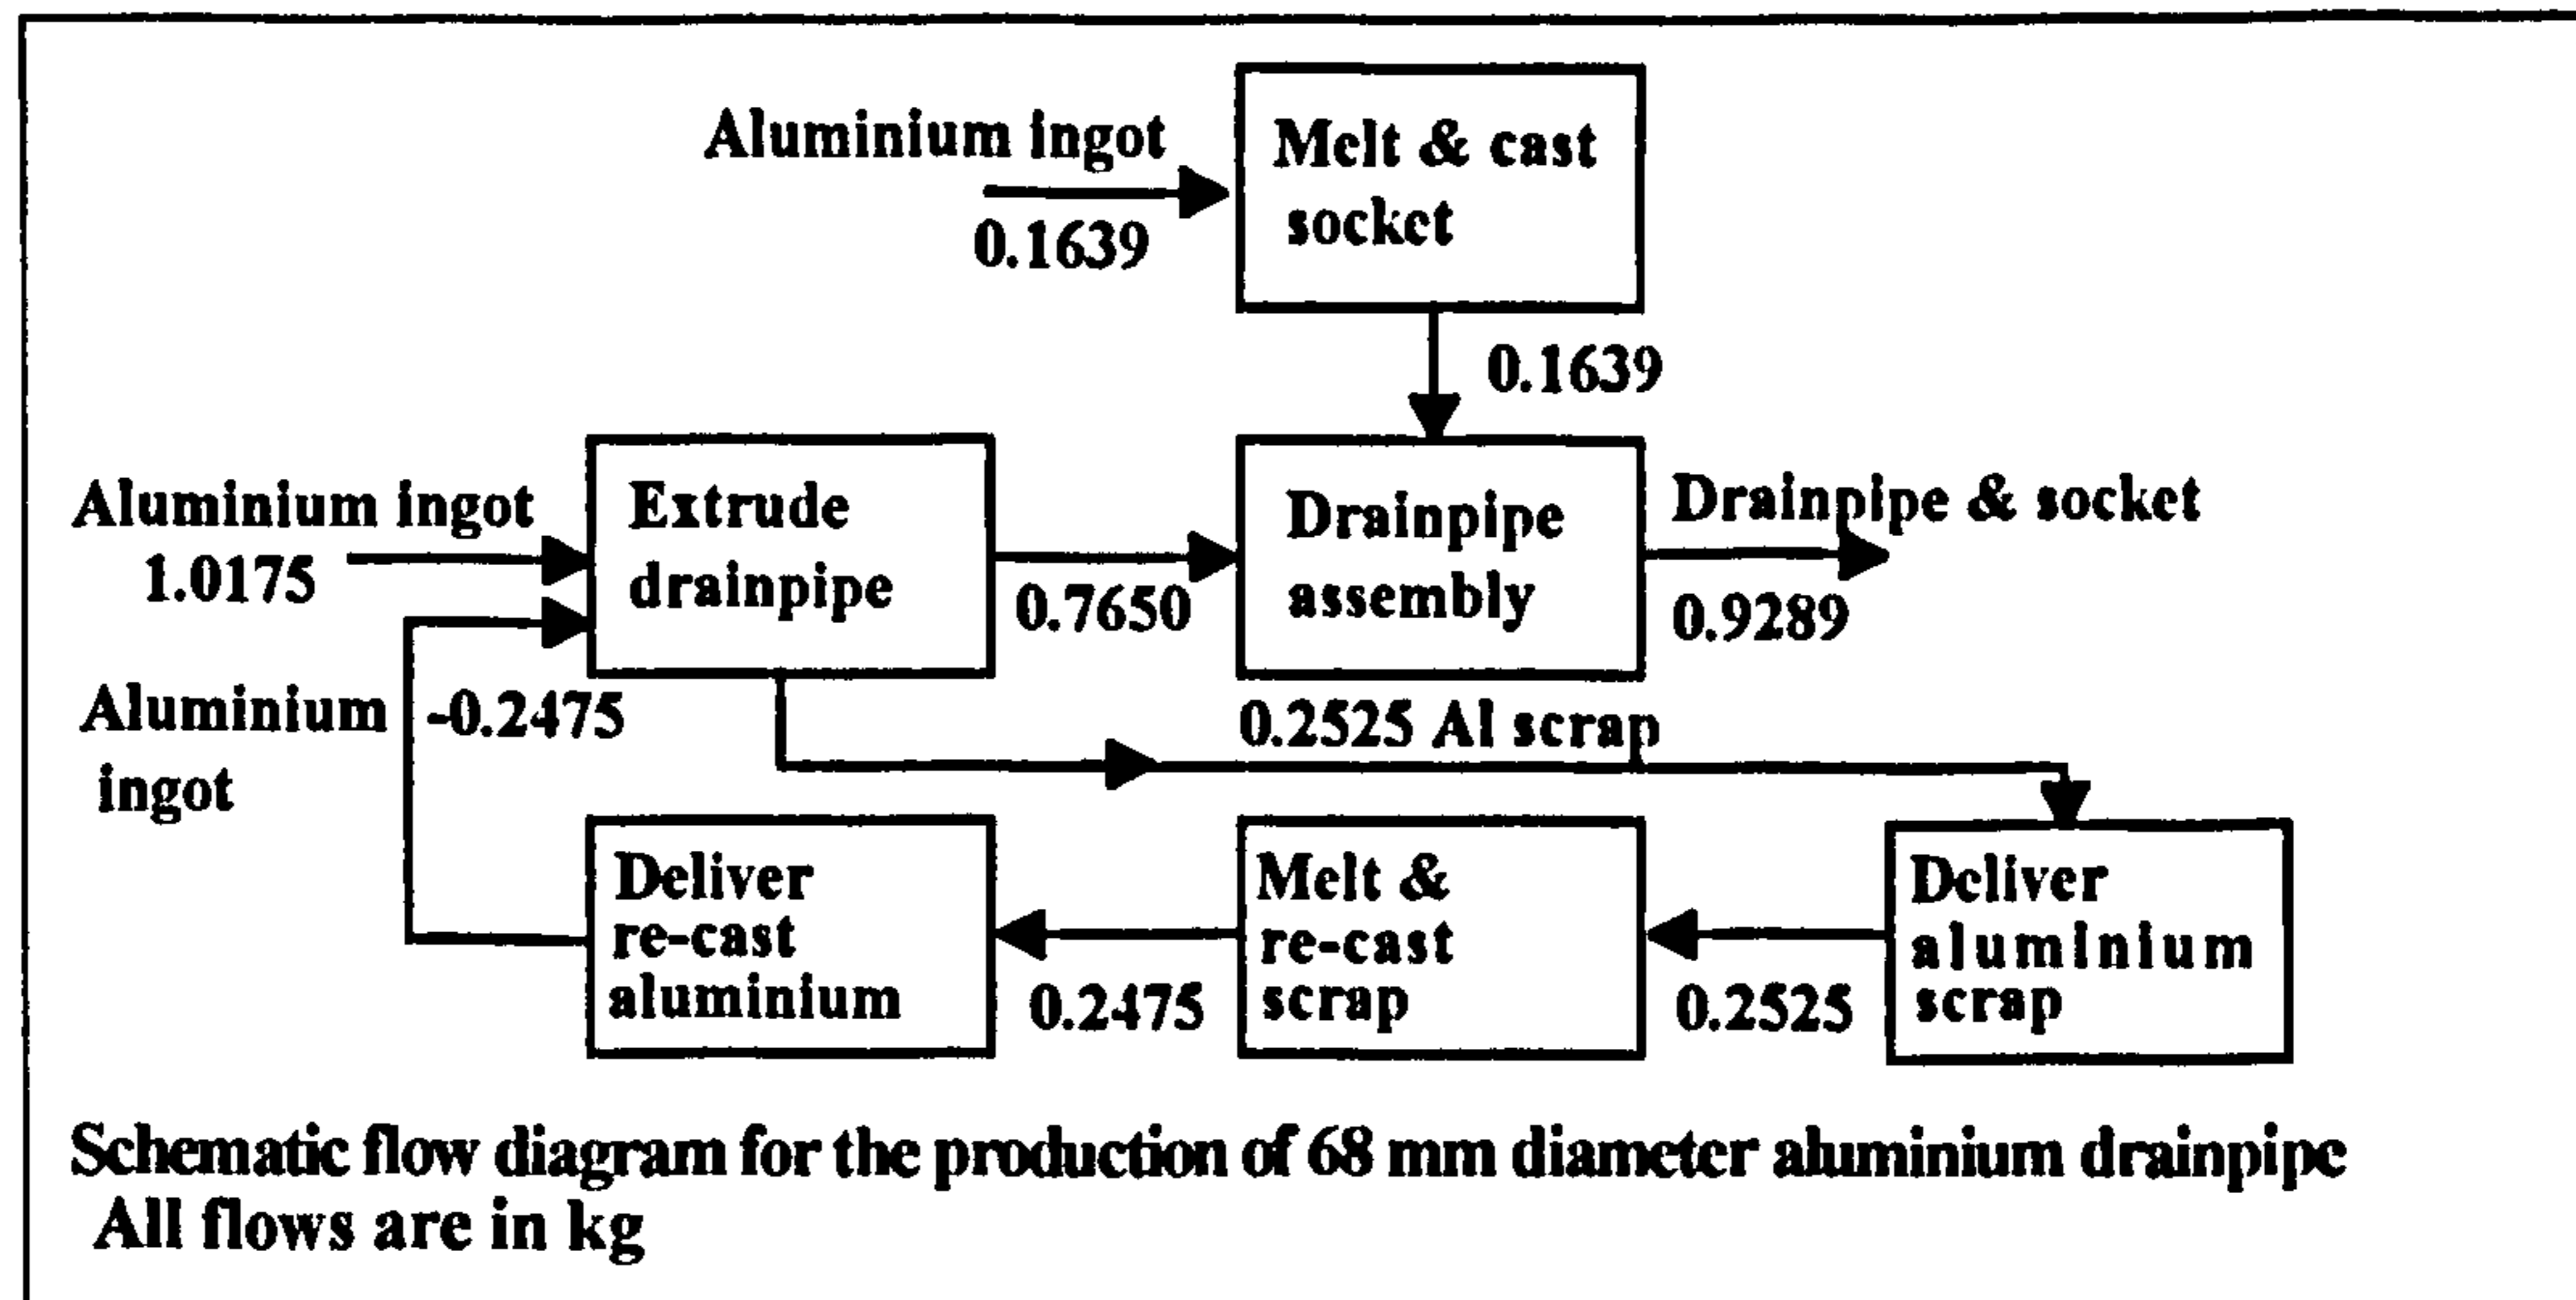 Aluminium ingot
0.1639
Melt & cast
socket
0.1639
Aluminium ingot
1.0175
Extrude
drainpipe
0.7650
Drainpipe
assembly
Drainpipe & socket
0.9289
Aluminium
ingot
-0.2475
0.2525 Al scrap
Deliver
re-cast
aluminium
0.2475
Melt &
re-cast
scrap
0.2525
Deliver
aluminium
scrap
Schematic flow diagram for the production of 68 mm diameter aluminium drainpipe
All flows are in kg